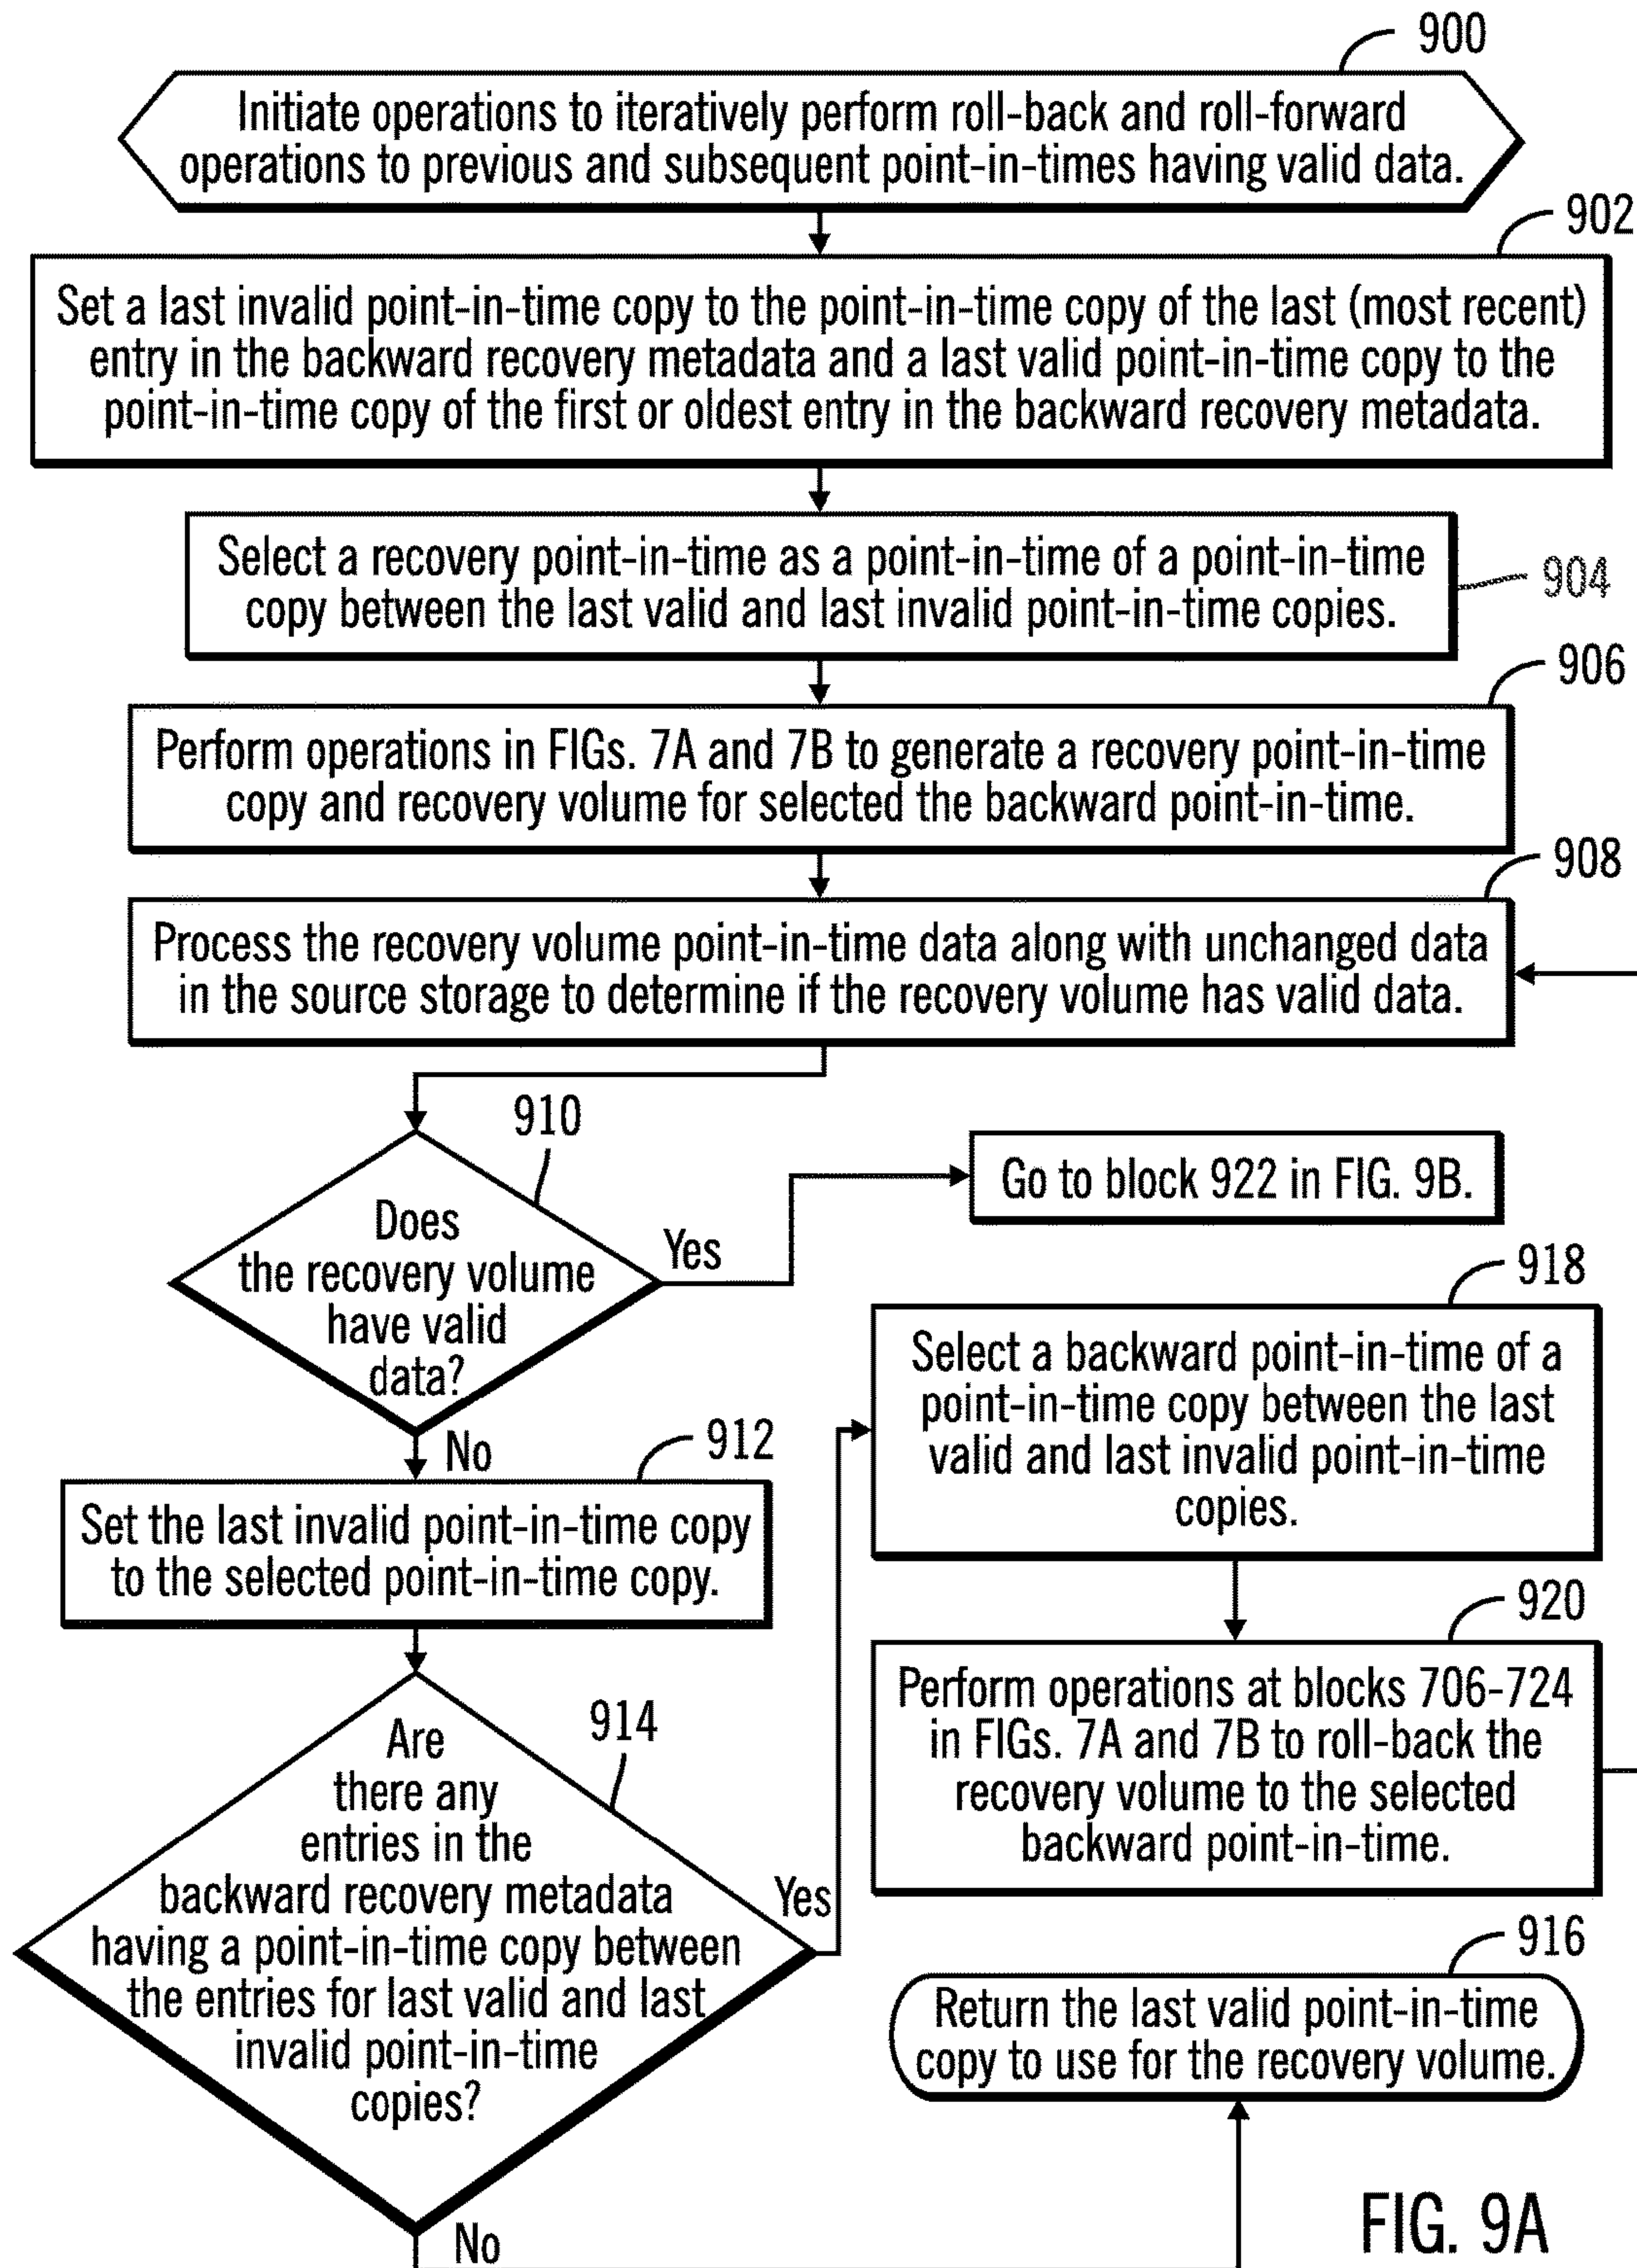 900
Initiate operations to iteratively perform roll-back and roll-forward
operations to previous and subsequent point-in-times having valid data.
902
Set a last invalid point-in-time copy to the point-in-time copy of the last (most recent)
entry in the backward recovery metadata and a last valid point-in-time copy to the
point-in-time copy of the first or oldest entry in the backward recovery metadata.
Select a recovery point-in-time as a point-in-time of a point-in-time
copy between the last valid and last invalid point-in-time copies.
904
906
Perform operations in FIGs. 7A and 7B to generate a recovery point-in-time
copy and recovery volume for selected the backward point-in-time.
908
Process the recovery volume point-in-time data along with unchanged data
in the source storage to determine if the recovery volume has valid data.
910
Does
the recovery volume
have valid
data?
Yes
Go to block 922 in FIG. 9B.
No
912
Set the last invalid point-in-time copy
to the selected point-in-time copy.
914
Are
there any
entries in the
backward recovery metadata
having a point-in-time copy between
the entries for last valid and last
invalid point-in-time
copies?
Yes
918
Select a backward point-in-time of a
point-in-time copy between the last
valid and last invalid point-in-time
copies.
920
Perform operations at blocks 706-724
in FIGs. 7A and 7B to roll-back the
recovery volume to the selected
backward point-in-time.
916
Return the last valid point-in-time
copy to use for the recovery volume.
No
FIG. 9A